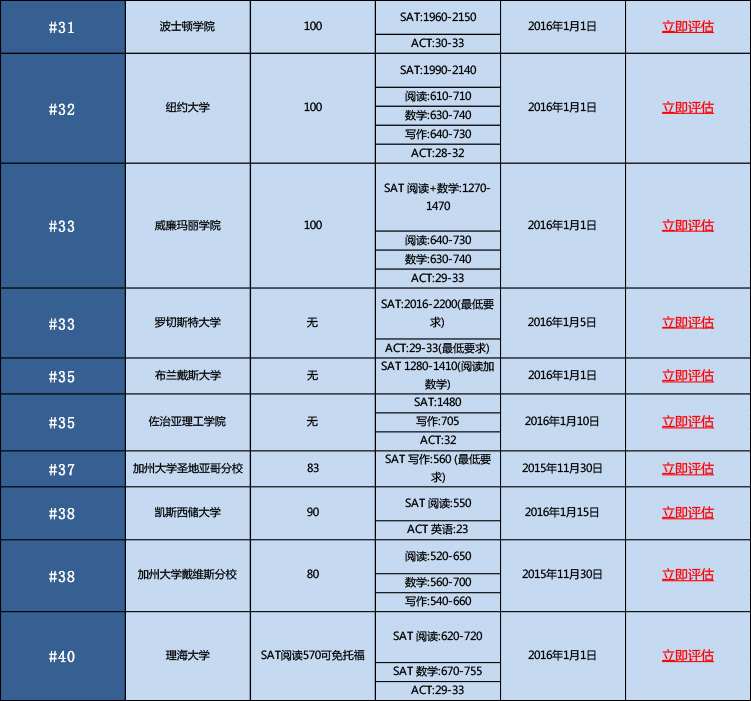 #31
波士顿学院
100
SAT:1960-2150
ACT:30-33
2016年1月1日
立即评估
#32
纽约大学
100
SAT:1990-2140
阅读:610-710
数学:630-740
写作:640-730
ACT:28-32
2016年1月1日
立即评估
#33
威廉玛丽学院
100
SAT 阅读+数学:1270-
1470
阅读:640-730
数学:630-740
ACT:29-33
2016年1月1日
立即评估
#33
罗切斯特大学
无
SAT:2016-2200(最低要
求)
ACT:29-33(最低要求)
2016年1月5日
立即评估
#35
布兰戴斯大学
无
SAT 1280-1410(阅读加
数学)
2016年1月1日
立即评估
#35
佐治亚理工学院
无
SAT:1480
写作:705
ACT:32
2016年1月10日
立即评估
#37
加州大学圣地亚哥分校
83
SAT 写作:560 (最低要
求)
2015年11月30日
立即评估
#38
凯斯西储大学
90
SAT 阅读:550
ACT 英语:23
2016年1月15日
立即评估
#38
加州大学戴维斯分校
80
阅读:520-650
数学:560-700
写作:540-660
2015年11月30日
立即评估
#40
理海大学
SAT阅读570可免托福
SAT 阅读:620-720
SAT 数学:670-755
ACT:29-33
2016年1月1日
立即评估